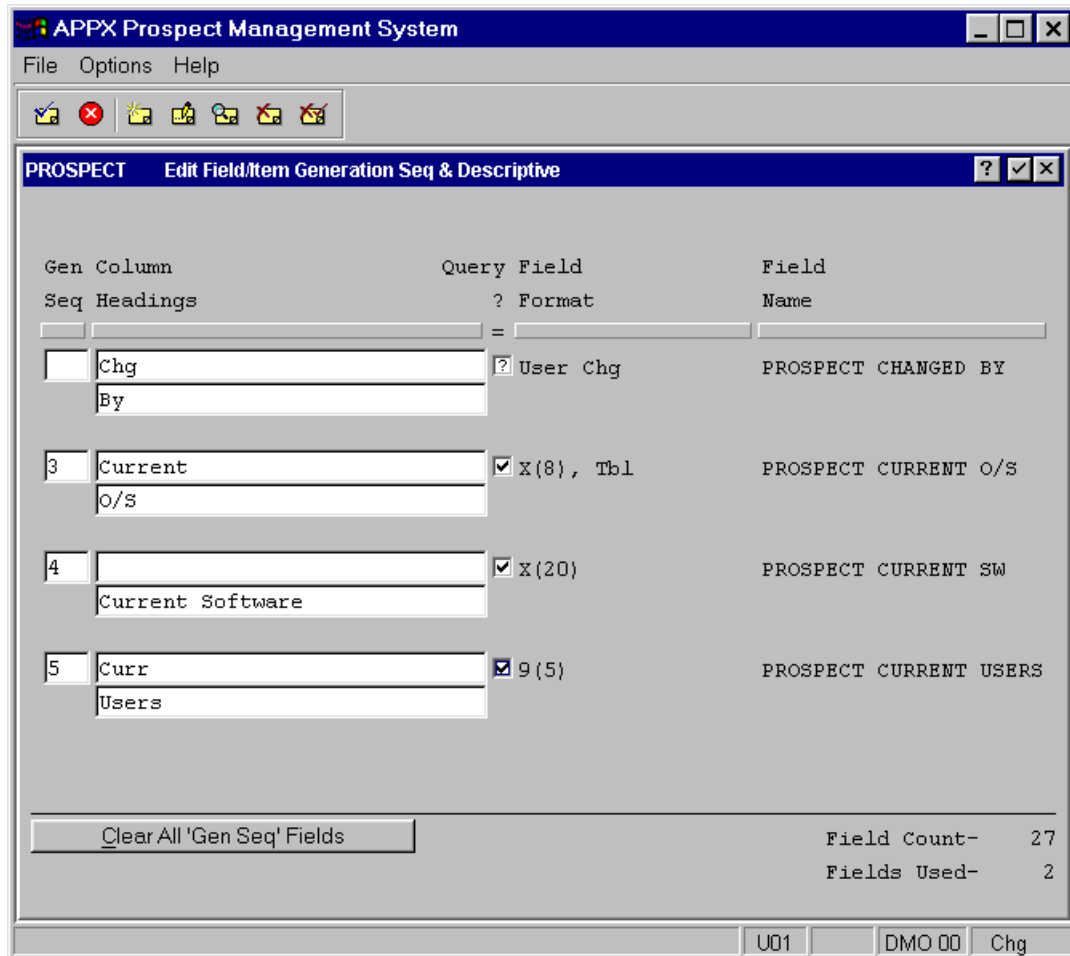 APPX Prospect Management System
File Options Help
PROSPECT Edit Field/Item Generation Seq & Descriptive ?
Gen Column Query Field Field
Seq Headings ? Format Name
=
Chg ? User Chg PROSPECT CHANGED BY
By
3 Current X(8), Tbl PROSPECT CURRENT O/S
O/S
4 X(20) PROSPECT CURRENT SW
Current Software
5 Curr 9(5) PROSPECT CURRENT USERS
Users
Clear All 'Gen Seq' Fields Field Count- 27
Fields Used- 2
U01 DMO 00 Chg